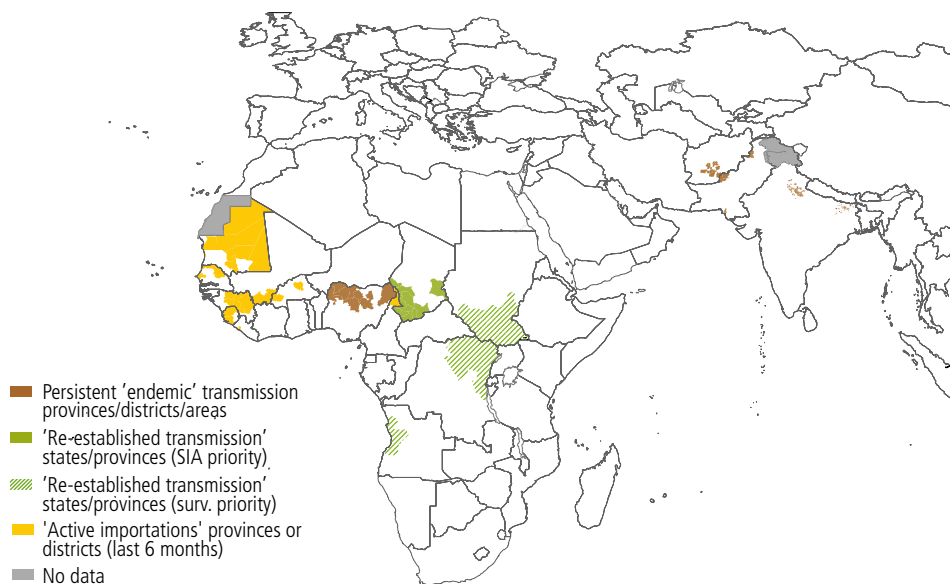 Persistent ’endemic’ transmission
provinces/districts/areas
’Re-established transmission’
states/provinces (SIA priority)
’Re-established transmission’
states/provinces (surv. priority)
'Active importations' provinces or
districts (last 6 months)
No data